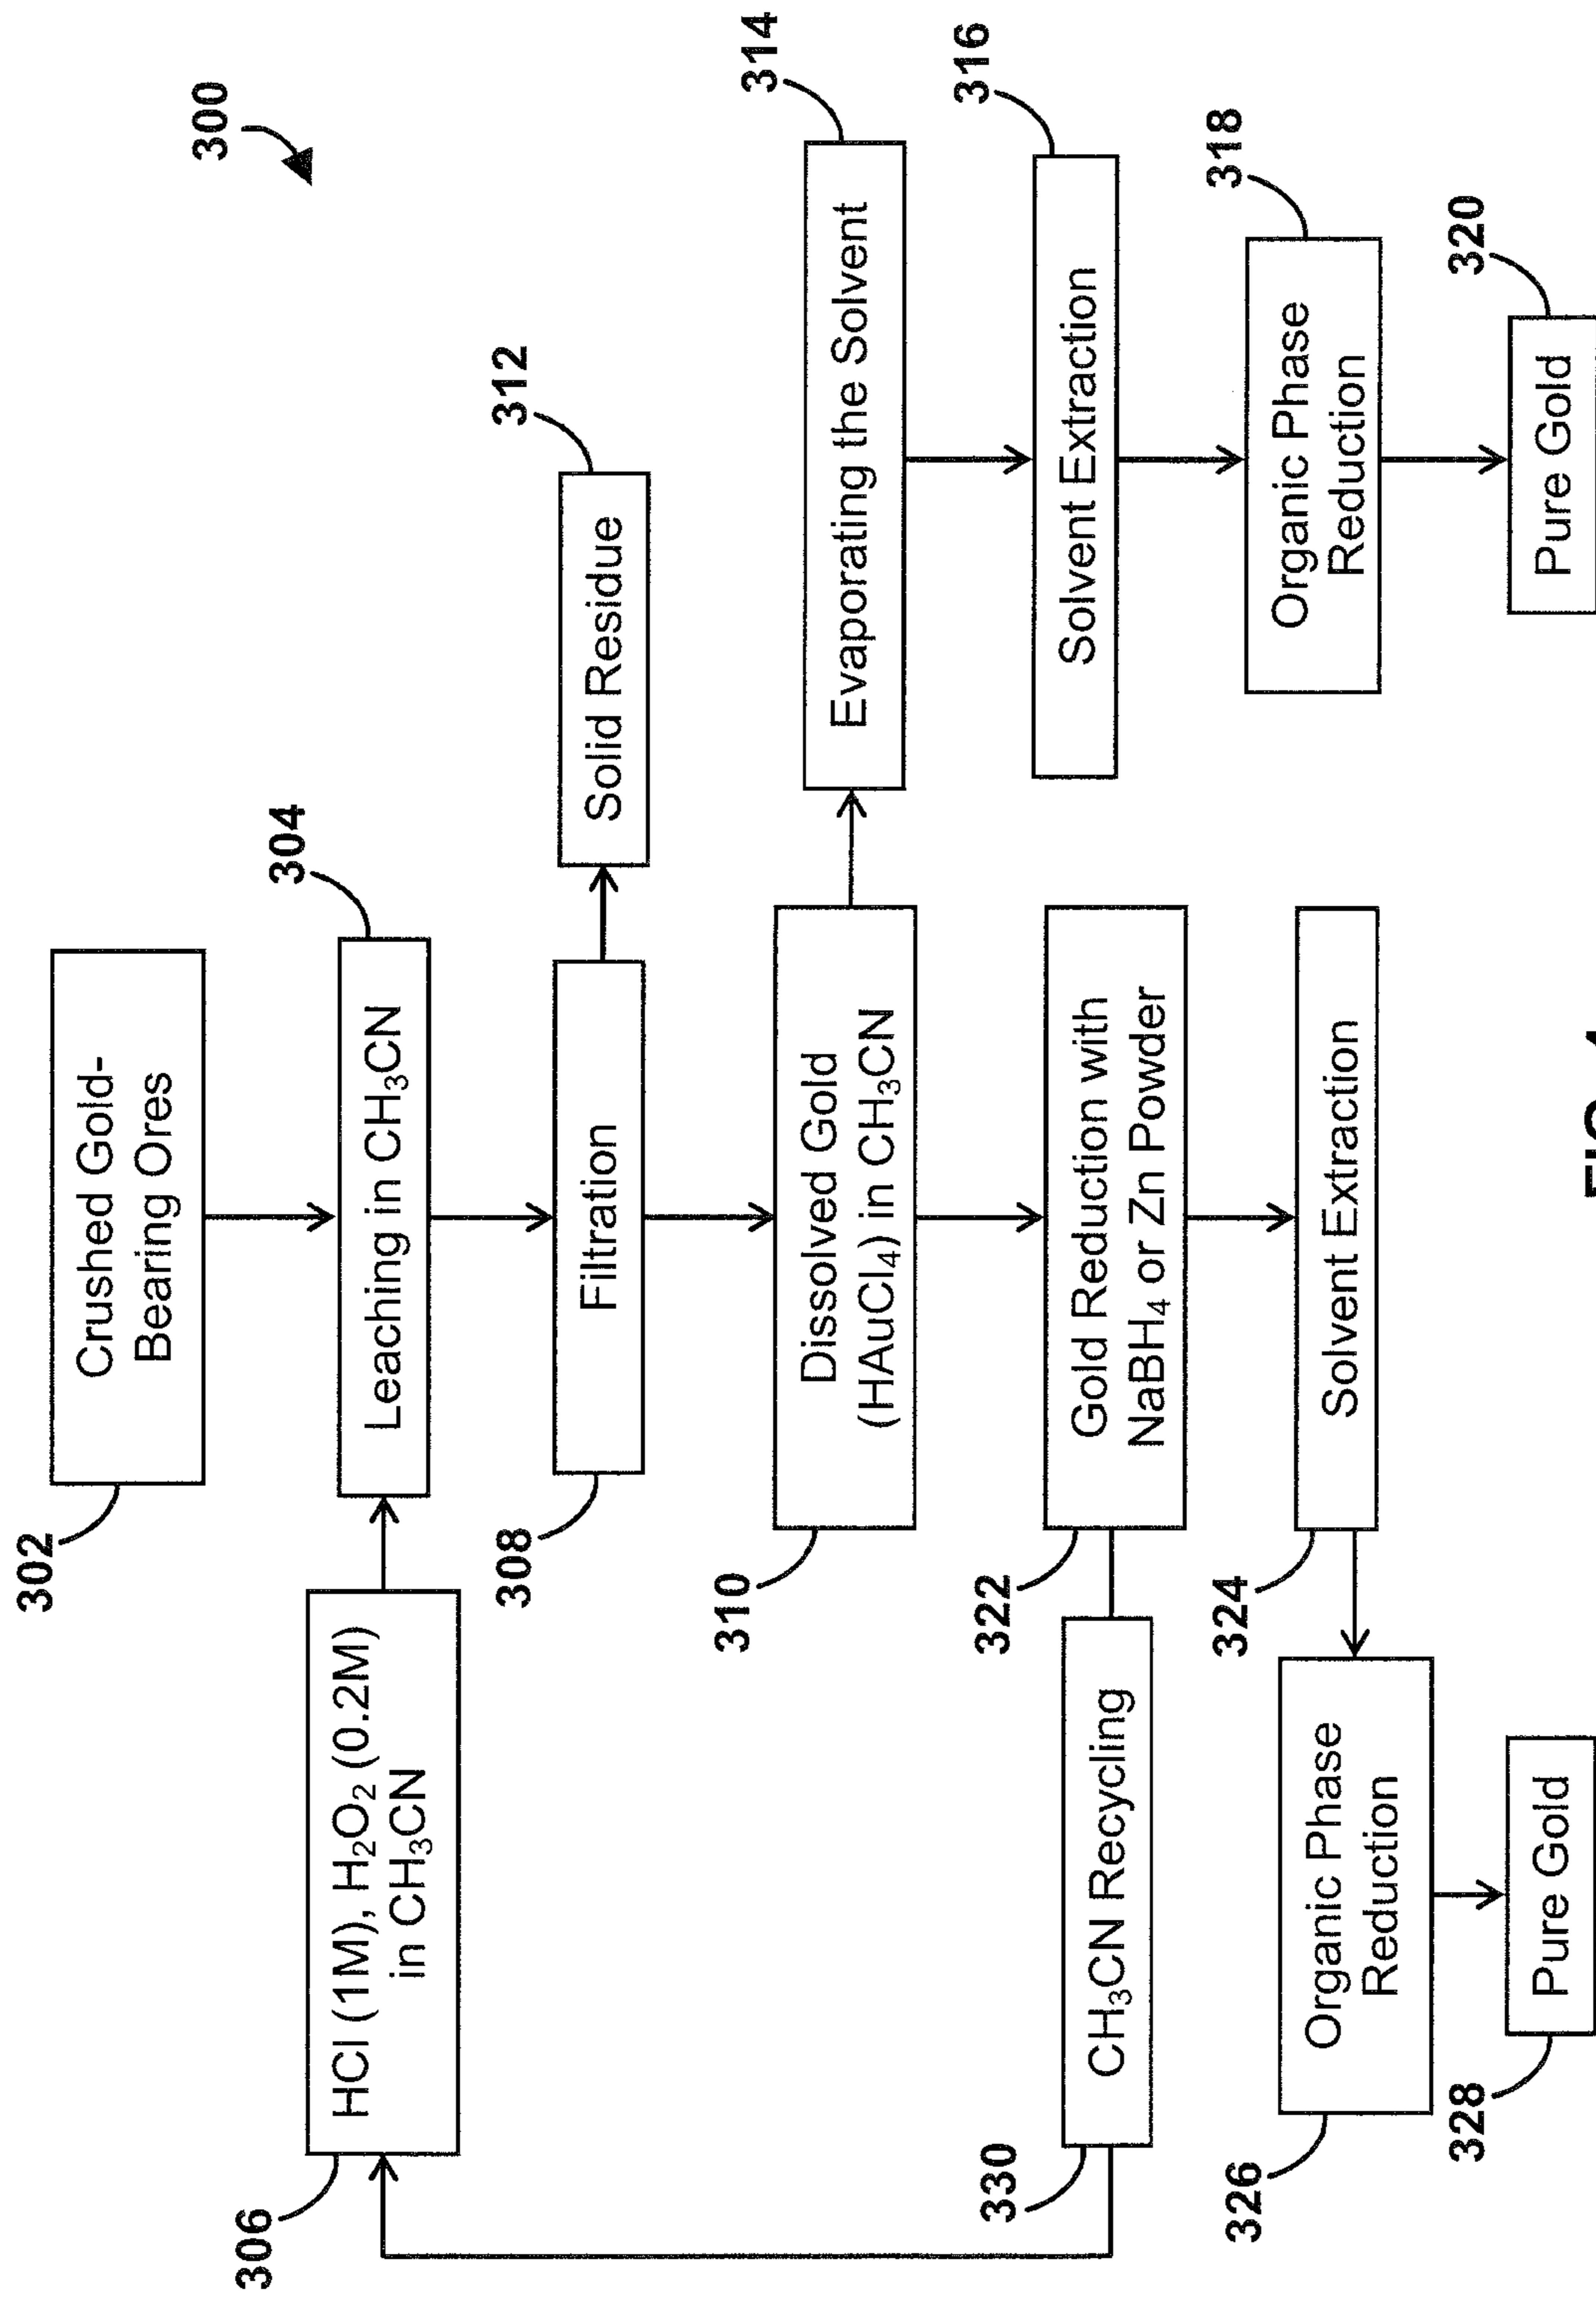 300
302
Crushed Gold-
Bearing Ores
306
HCl (1M), H₂O₂ (0.2M)
in CH₃CN
304
Leaching in CH₃CN
308
Filtration
312
Solid Residue
310
Dissolved Gold
(HAuCl₄) in CH₃CN
314
Evaporating the Solvent
316
Solvent Extraction
318
Organic Phase
Reduction
320
Pure Gold
322
Gold Reduction with
NaBH₄ or Zn Powder
330
CH₃CN Recycling
324
Solvent Extraction
326
Organic Phase
Reduction
328
Pure Gold